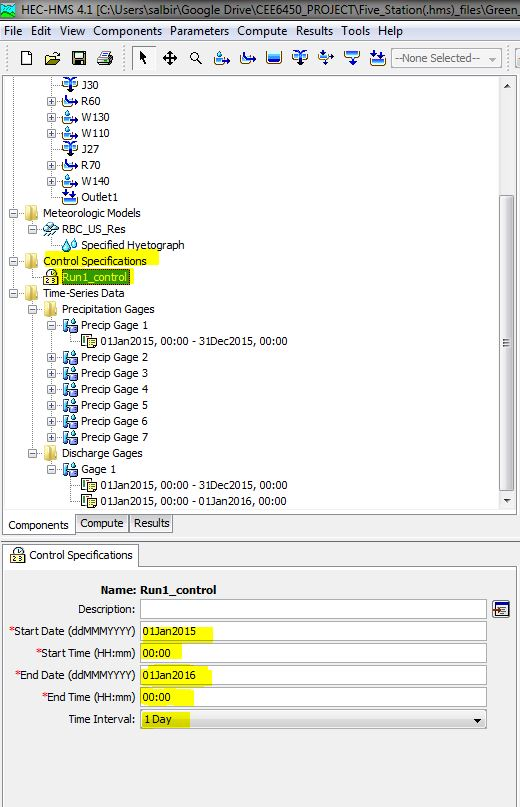 HEC-HMS 4.1 [C:\Users\salbir\Google Drive\CEE6450_PROJECT\Five_Station(.hms)_files\Green_
File Edit View Components Parameters Compute Results Tools Help
--None Selected--
J30
R60
W130
W110
J27
R70
W140
Outlet1
Meteorologic Models
RBC_US_Res
Specified Hyetograph
Control Specifications
Run1_control
Time-Series Data
Precipitation Gages
Precip Gage 1
01Jan2015, 00:00 - 31Dec2015, 00:00
Precip Gage 2
Precip Gage 3
Precip Gage 4
Precip Gage 5
Precip Gage 6
Precip Gage 7
Discharge Gages
Gage 1
01Jan2015, 00:00 - 31Dec2015, 00:00
01Jan2015, 00:00 - 01Jan2016, 00:00
Components Compute Results
Control Specifications
Name: Run1_control
Description:
*Start Date (ddMMMYYYY) 01Jan2015
*Start Time (HH:mm) 00:00
*End Date (ddMMMYYYY) 01Jan2016
*End Time (HH:mm) 00:00
Time Interval: 1 Day